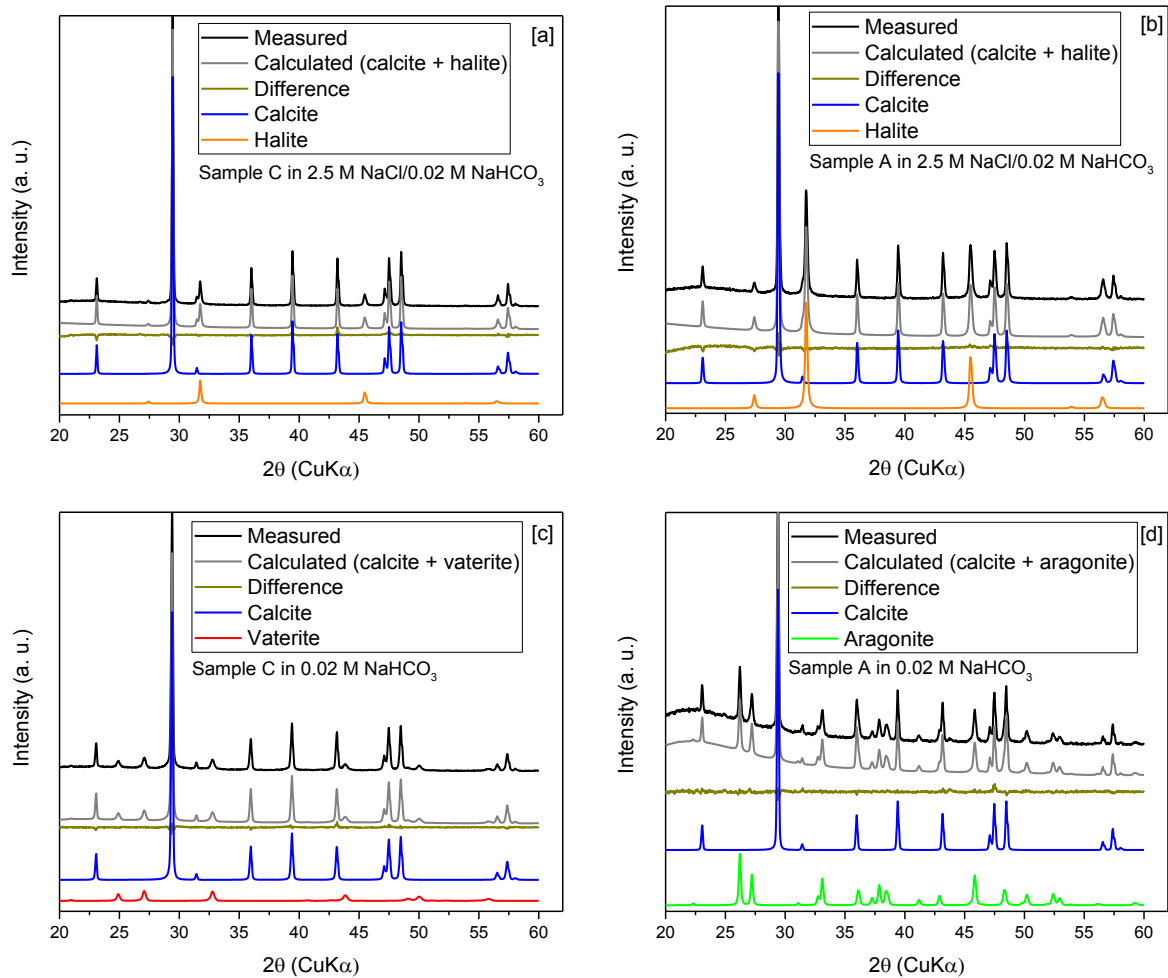 [a]
Measured
Calculated (calcite + halite)
Difference
Calcite
Halite
Sample C in 2.5 M NaCl/0.02 M NaHCO₃
Intensity (a. u.)
20 25 30 35 40 45 50 55 60
2θ (CuKα)
[b]
Measured
Calculated (calcite + halite)
Difference
Calcite
Halite
Sample A in 2.5 M NaCl/0.02 M NaHCO₃
Intensity (a. u.)
20 25 30 35 40 45 50 55 60
2θ (CuKα)
[c]
Measured
Calculated (calcite + vaterite)
Difference
Calcite
Vaterite
Sample C in 0.02 M NaHCO₃
Intensity (a. u.)
20 25 30 35 40 45 50 55 60
2θ (CuKα)
[d]
Measured
Calculated (calcite + aragonite)
Difference
Calcite
Aragonite
Sample A in 0.02 M NaHCO₃
Intensity (a. u.)
20 25 30 35 40 45 50 55 60
2θ (CuKα)